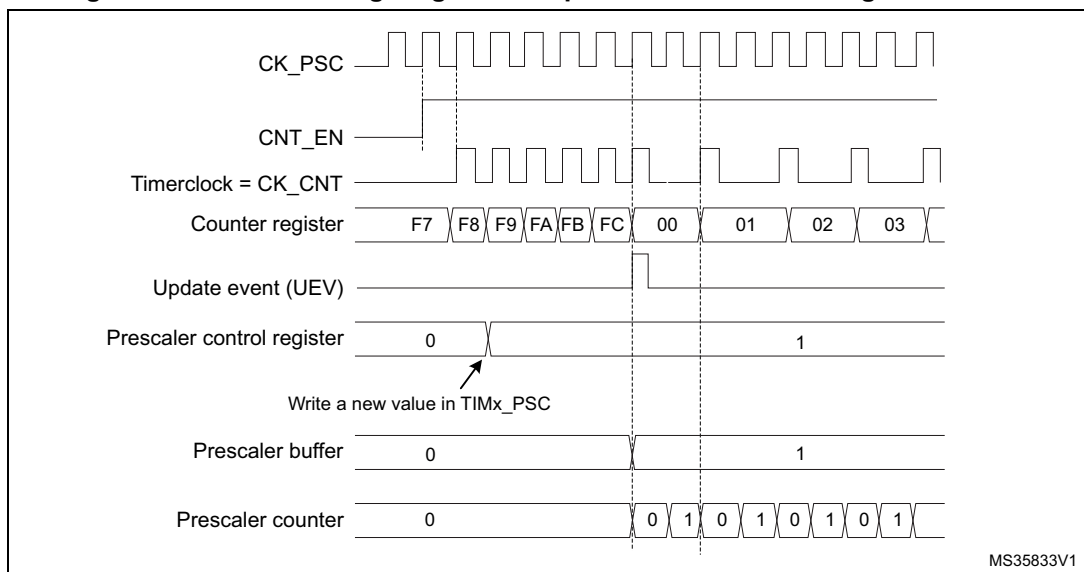 CK_PSC
CNT_EN
Timerclock = CK_CNT
Counter register F7 F8 F9 FA FB FC 00 01 02 03
Update event (UEV)
Prescaler control register 0 1
Write a new value in TIMx_PSC
Prescaler buffer 0 1
Prescaler counter 0 0 1 0 1 0 1 0 1
MS35833V1